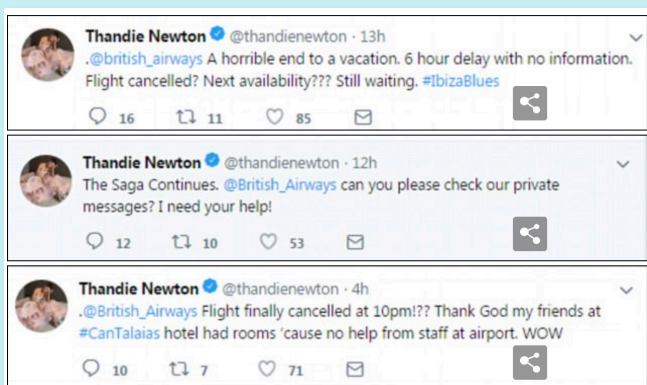 Thandie Newton @thandienewton · 13h
.@british_airways A horrible end to a vacation. 6 hour delay with no information.
Flight cancelled? Next availability??? Still waiting. #IbizaBlues
16 11 85
Thandie Newton @thandienewton · 12h
The Saga Continues. @British_Airways can you please check our private
messages? I need your help!
12 10 53
Thandie Newton @thandienewton · 4h
.@British_Airways Flight finally cancelled at 10pm!?? Thank God my friends at
#CanTalaias hotel had rooms 'cause no help from staff at airport. WOW
10 7 71